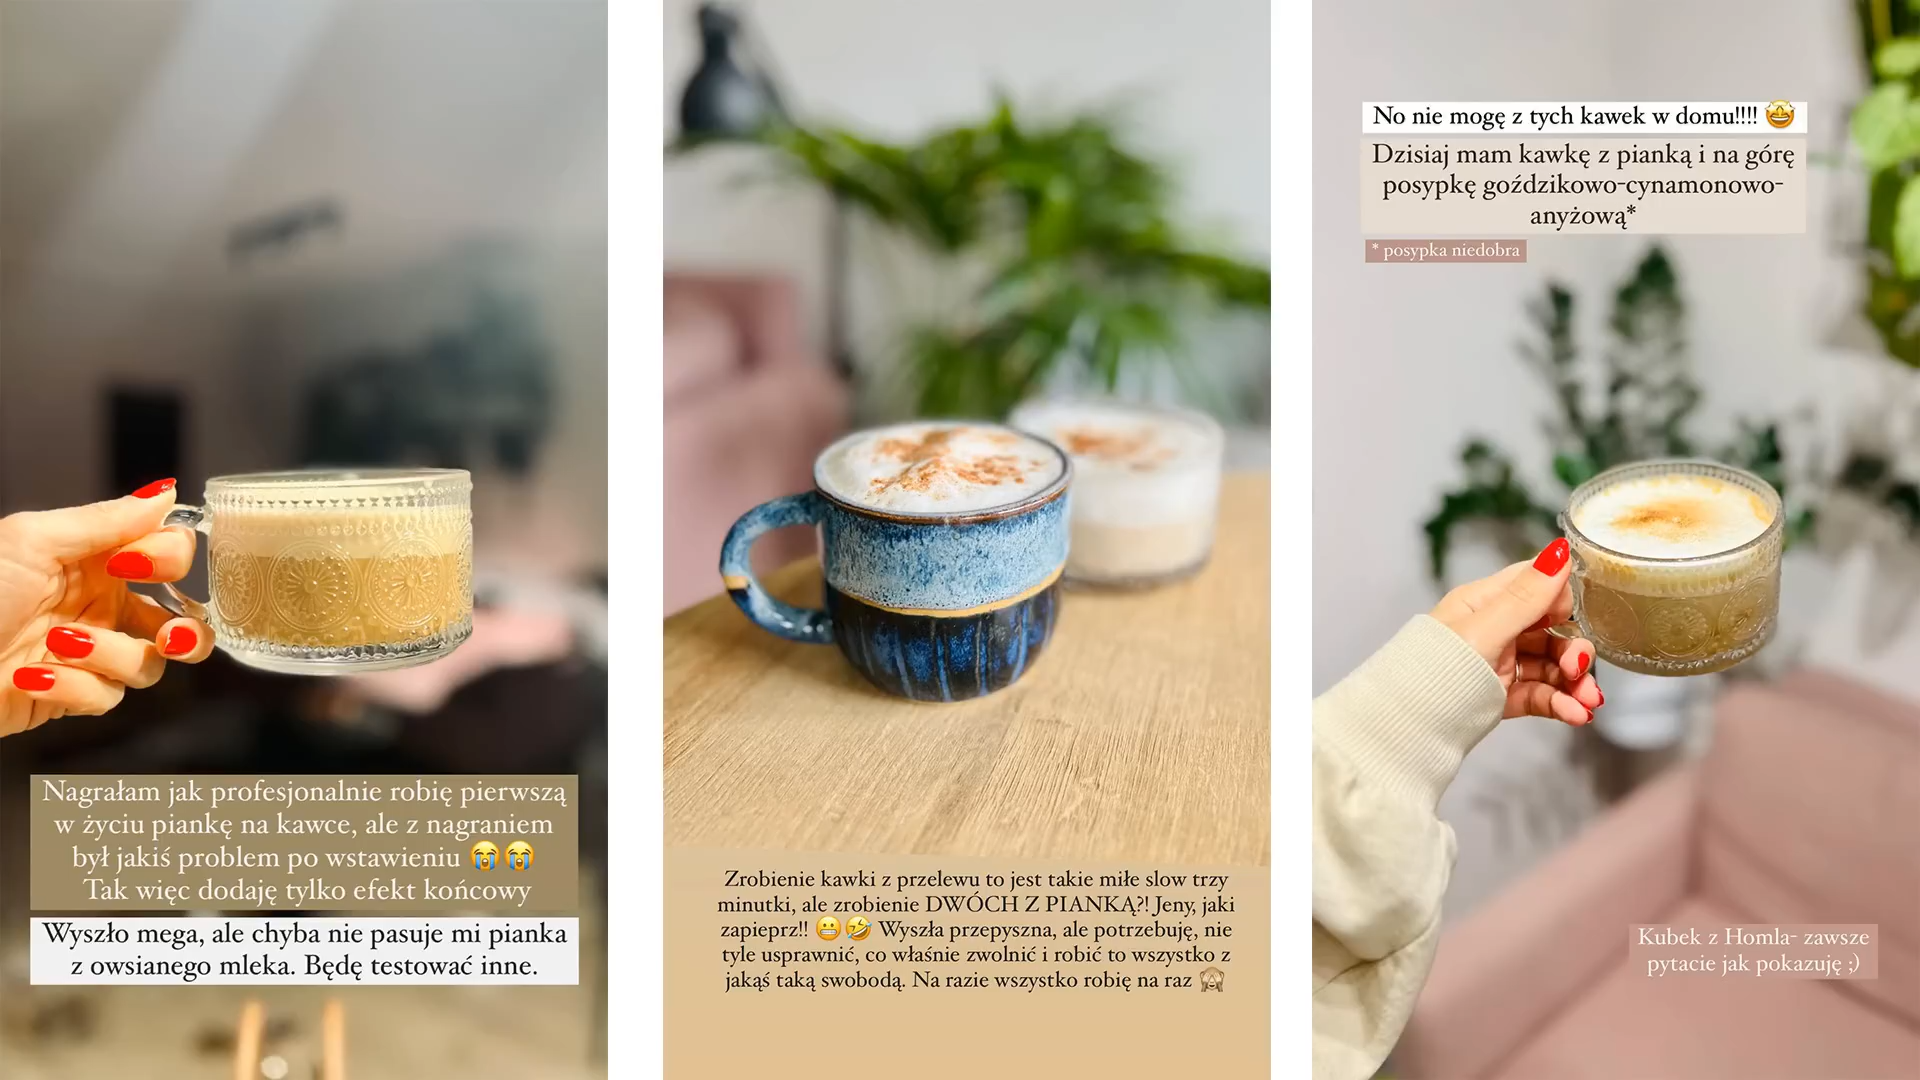 Nagrałam jak profesjonalnie robię pierwszą
w życiu piankę na kawce, ale z nagraniem
był jakiś problem po wstawieniu 😭😭
Tak więc dodaję tylko efekt końcowy
Wyszło mega, ale chyba nie pasuje mi pianka
z owsianego mleka. Będę testować inne.
Zrobienie kawki z przelewu to jest takie miłe slow trzy
minutki, ale zrobienie DWÓCH Z PIANKĄ?! Jeny, jaki
zapieprz!! 😬🤣 Wyszła przepyszna, ale potrzebuję, nie
tyle usprawnić, co właśnie zwolnić i robić to wszystko z
jakąś taką swobodą. Na razie wszystko robię na raz 🙈
No nie mogę z tych kawek w domu!!!! 🤩
Dzisiaj mam kawkę z pianką i na górę
posypkę goździkowo-cynamonowo-
anyżową*
* posypka niedobra
Kubek z Homla- zawsze
pytacie jak pokazuję ;)